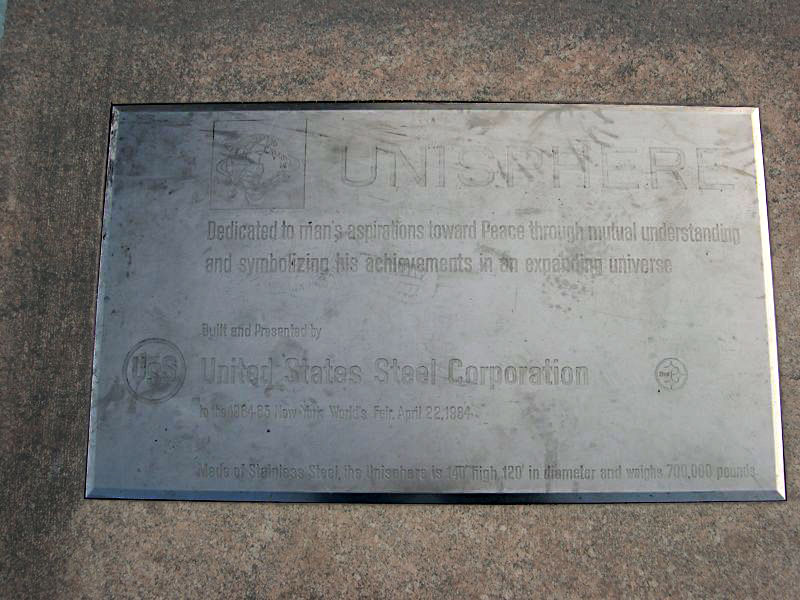 UNISPHERE
Dedicated to man's aspirations toward Peace through mutual understanding
and symbolizing his achievements in an expanding universe
Built and Presented by
USS
United States Steel Corporation
to the 1964-65 New York World's Fair, April 22, 1964
Made of Stainless Steel, the Unisphere is 140' high, 120' in diameter and weighs 700,000 pounds